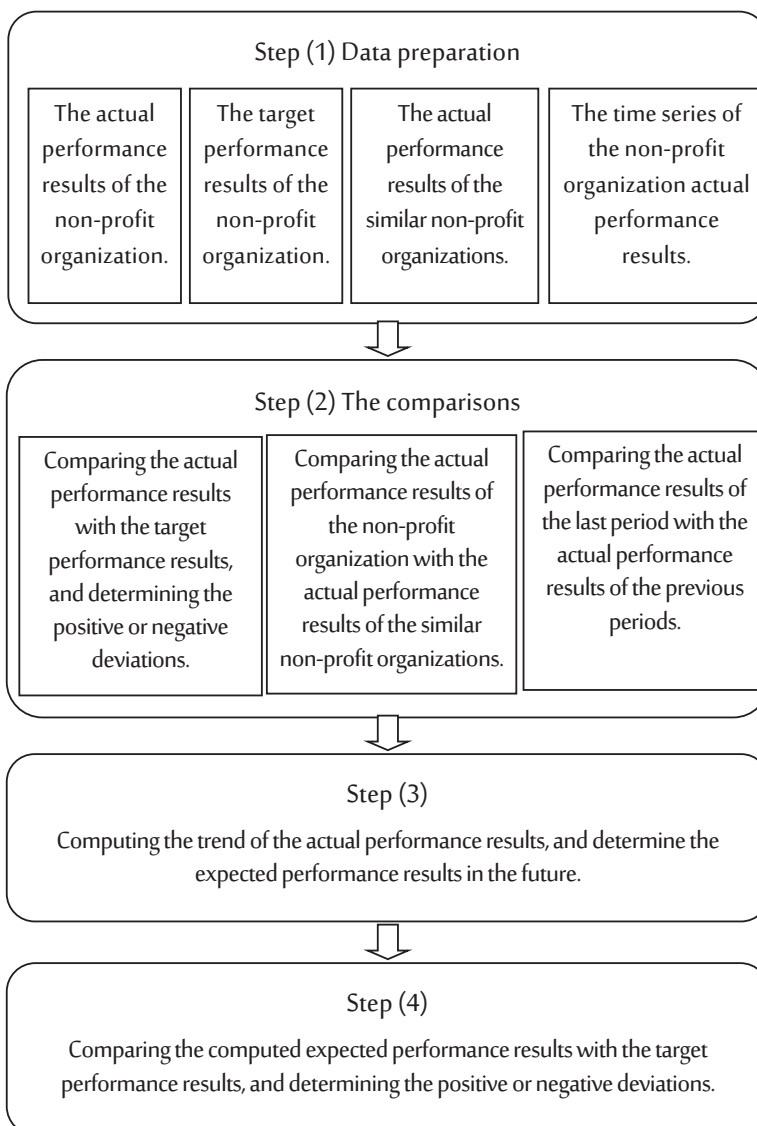 Step (1) Data preparation
The actual
performance
results of the
non-profit
organization.
The target
performance
results of the
non-profit
organization.
The actual
performance
results of the
similar non-profit
organizations.
The time series of
the non-profit
organization actual
performance
results.
Step (2) The comparisons
Comparing the actual
performance results
with the target
performance results,
and determining the
positive or negative
deviations.
Comparing the actual
performance results of
the non-profit
organization with the
actual performance
results of the similar
non-profit organizations.
Comparing the actual
performance results of
the last period with the
actual performance
results of the previous
periods.
Step (3)
Computing the trend of the actual performance results, and determine the
expected performance results in the future.
Step (4)
Comparing the computed expected performance results with the target
performance results, and determining the positive or negative deviations.